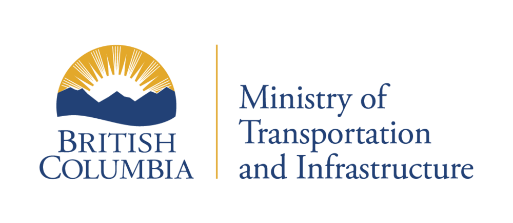 BRITISH
COLUMBIA
Ministry of
Transportation
and Infrastructure